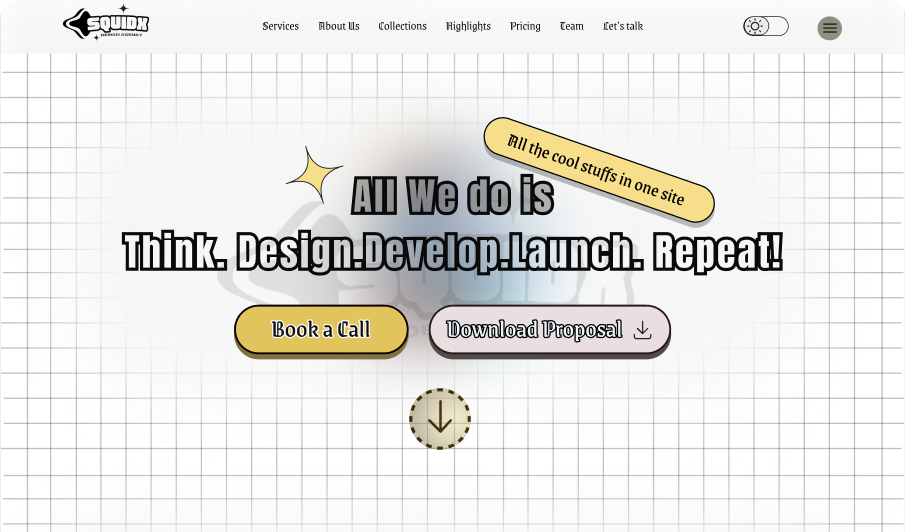 SQUIDX
DESIGN AGENCY
Services About Us Collections Highlights Pricing Team Let's talk
All the cool stuffs in one site
All We do is
Think. Design.Develop.Launch. Repeat!
SQUIDX
Book a Call
Download Proposal